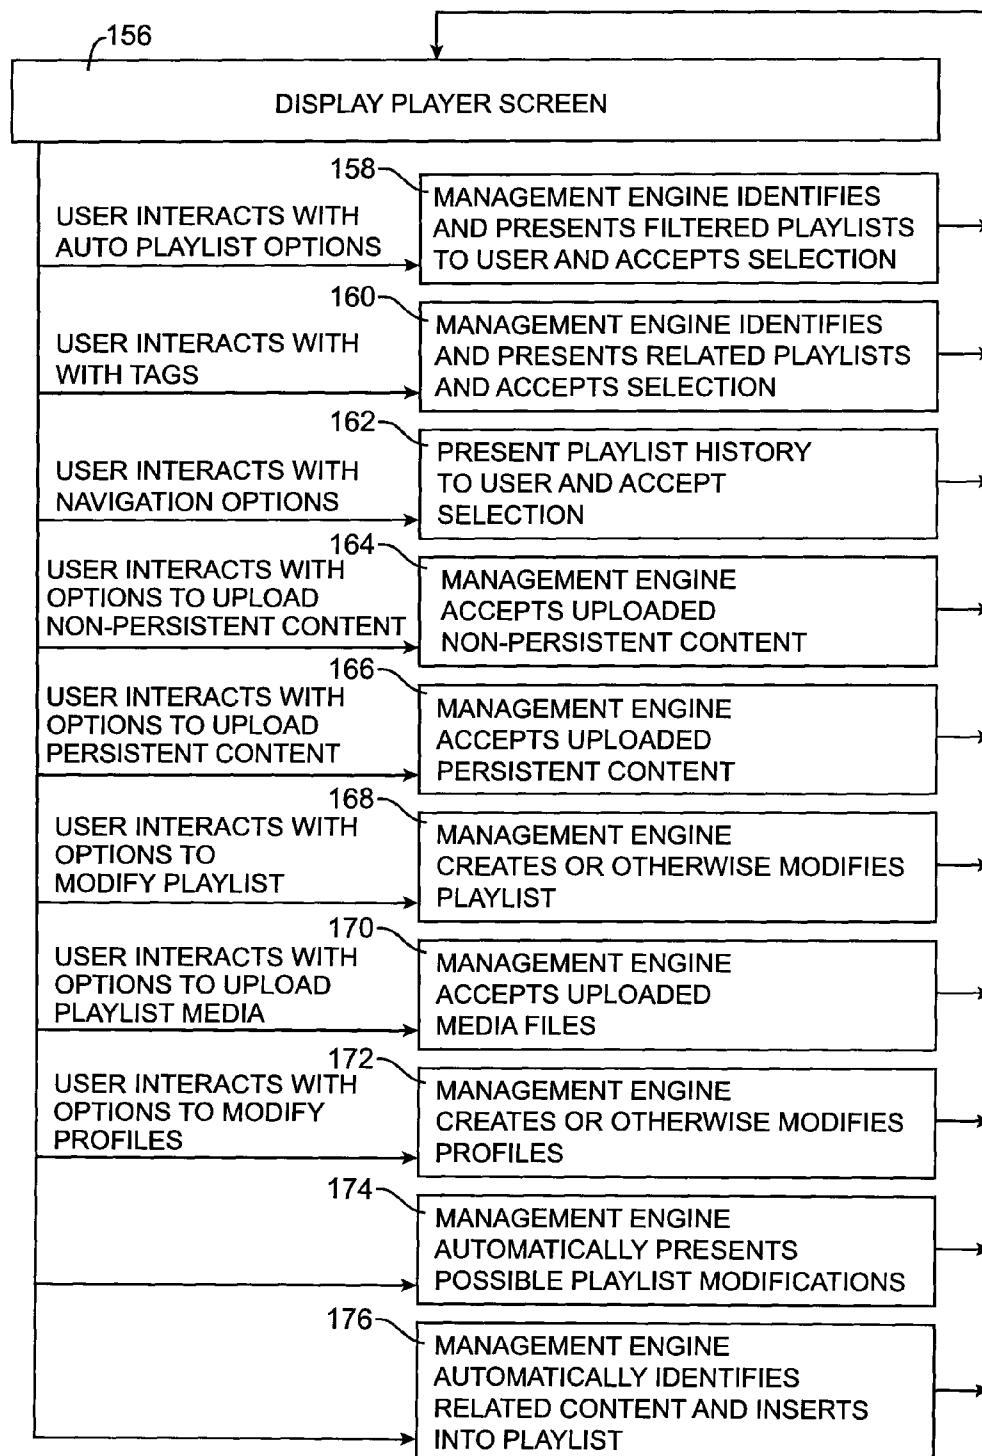 156
DISPLAY PLAYER SCREEN
158
USER INTERACTS WITH
AUTO PLAYLIST OPTIONS
MANAGEMENT ENGINE IDENTIFIES
AND PRESENTS FILTERED PLAYLISTS
TO USER AND ACCEPTS SELECTION
160
USER INTERACTS WITH
WITH TAGS
MANAGEMENT ENGINE IDENTIFIES
AND PRESENTS RELATED PLAYLISTS
AND ACCEPTS SELECTION
162
USER INTERACTS WITH
NAVIGATION OPTIONS
PRESENT PLAYLIST HISTORY
TO USER AND ACCEPT
SELECTION
164
USER INTERACTS WITH
OPTIONS TO UPLOAD
NON-PERSISTENT CONTENT
MANAGEMENT ENGINE
ACCEPTS UPLOADED
NON-PERSISTENT CONTENT
166
USER INTERACTS WITH
OPTIONS TO UPLOAD
PERSISTENT CONTENT
MANAGEMENT ENGINE
ACCEPTS UPLOADED
PERSISTENT CONTENT
168
USER INTERACTS WITH
OPTIONS TO
MODIFY PLAYLIST
MANAGEMENT ENGINE
CREATES OR OTHERWISE MODIFIES
PLAYLIST
170
USER INTERACTS WITH
OPTIONS TO UPLOAD
PLAYLIST MEDIA
MANAGEMENT ENGINE
ACCEPTS UPLOADED
MEDIA FILES
172
USER INTERACTS WITH
OPTIONS TO MODIFY
PROFILES
MANAGEMENT ENGINE
CREATES OR OTHERWISE MODIFIES
PROFILES
174
MANAGEMENT ENGINE
AUTOMATICALLY PRESENTS
POSSIBLE PLAYLIST MODIFICATIONS
176
MANAGEMENT ENGINE
AUTOMATICALLY IDENTIFIES
RELATED CONTENT AND INSERTS
INTO PLAYLIST